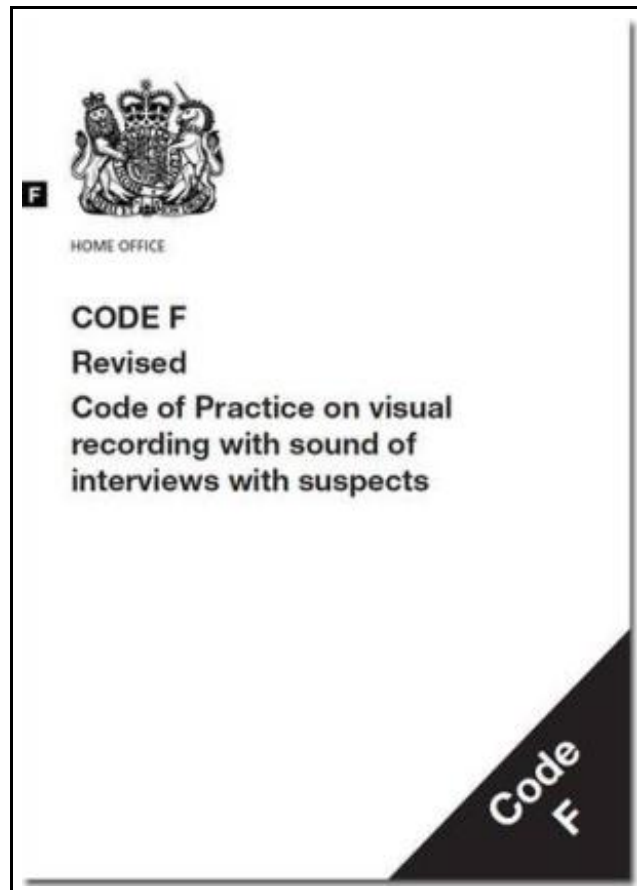 F
HOME OFFICE
CODE F
Revised
Code of Practice on visual
recording with sound of
interviews with suspects
Code
F